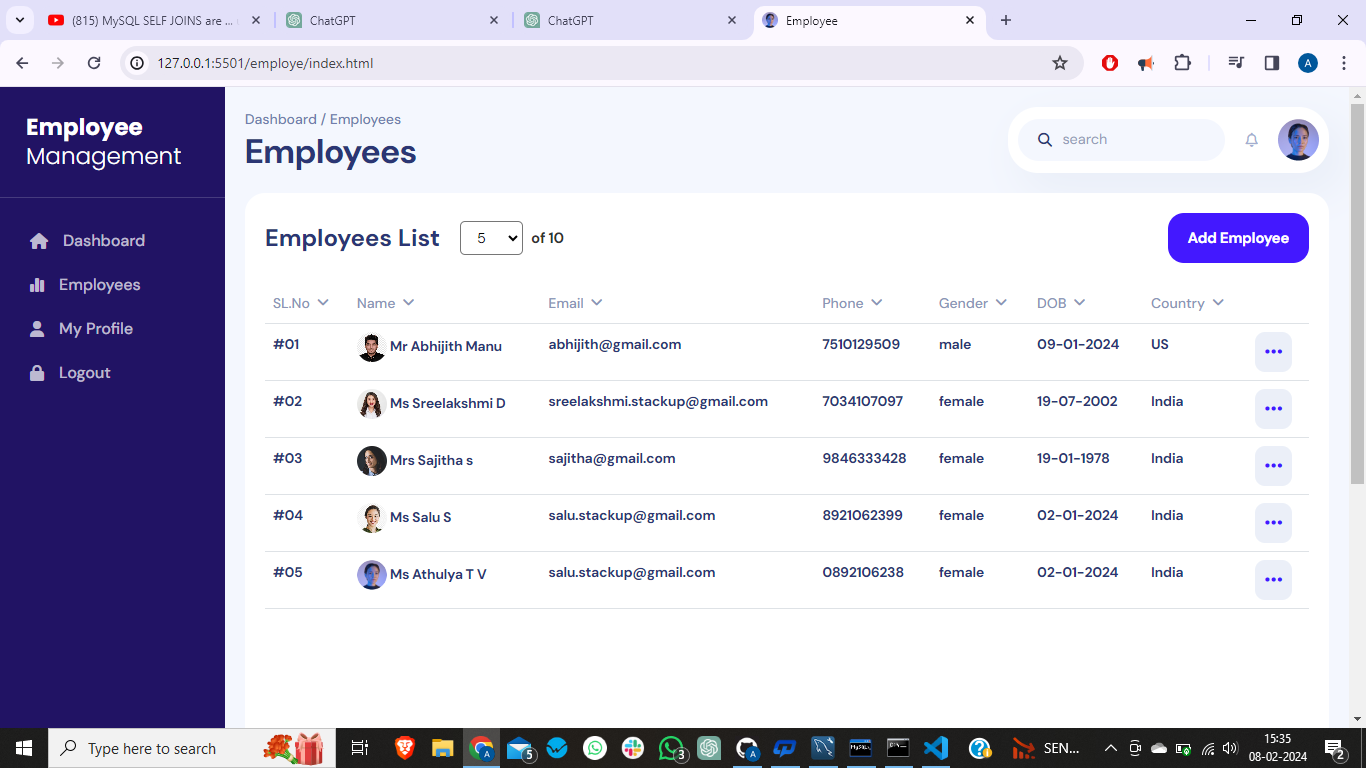 (815) MySQL SELF JOINS are ...
ChatGPT
ChatGPT
Employee
127.0.0.1:5501/employe/index.html
A
Employee
Management
Dashboard
Employees
My Profile
Logout
Dashboard / Employees
Employees
search
Employees List 5 of 10
Add Employee
SL.No Name Email Phone Gender DOB Country
#01 Mr Abhijith Manu abhijith@gmail.com 7510129509 male 09-01-2024 US
#02 Ms Sreelakshmi D sreelakshmi.stackup@gmail.com 7034107097 female 19-07-2002 India
#03 Mrs Sajitha s sajitha@gmail.com 9846333428 female 19-01-1978 India
#04 Ms Salu S salu.stackup@gmail.com 8921062399 female 02-01-2024 India
#05 Ms Athulya T V salu.stackup@gmail.com 0892106238 female 02-01-2024 India
Type here to search
5
3
A
SEN...
15:35
08-02-2024
2